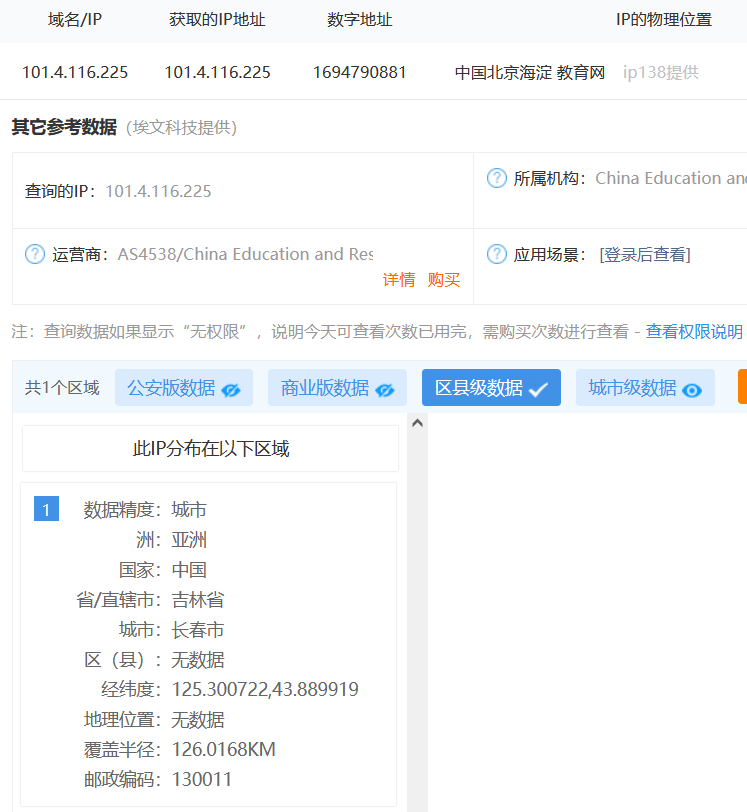 域名/IP 获取的IP地址 数字地址 IP的物理位置
101.4.116.225 101.4.116.225 1694790881 中国北京海淀 教育网 ip138提供
其它参考数据 (埃文科技提供)
查询的IP：101.4.116.225
? 所属机构：China Education and
? 运营商：AS4538/China Education and Res
详情 购买
? 应用场景：[登录后查看]
注：查询数据如果显示“无权限”，说明今天可查看次数已用完，需购买次数进行查看 - 查看权限说明
共1个区域 公安版数据 商业版数据 区县级数据 城市级数据
此IP分布在以下区域
1 数据精度：城市
洲：亚洲
国家：中国
省/直辖市：吉林省
城市：长春市
区（县）：无数据
经纬度：125.300722,43.889919
地理位置：无数据
覆盖半径：126.0168KM
邮政编码：130011